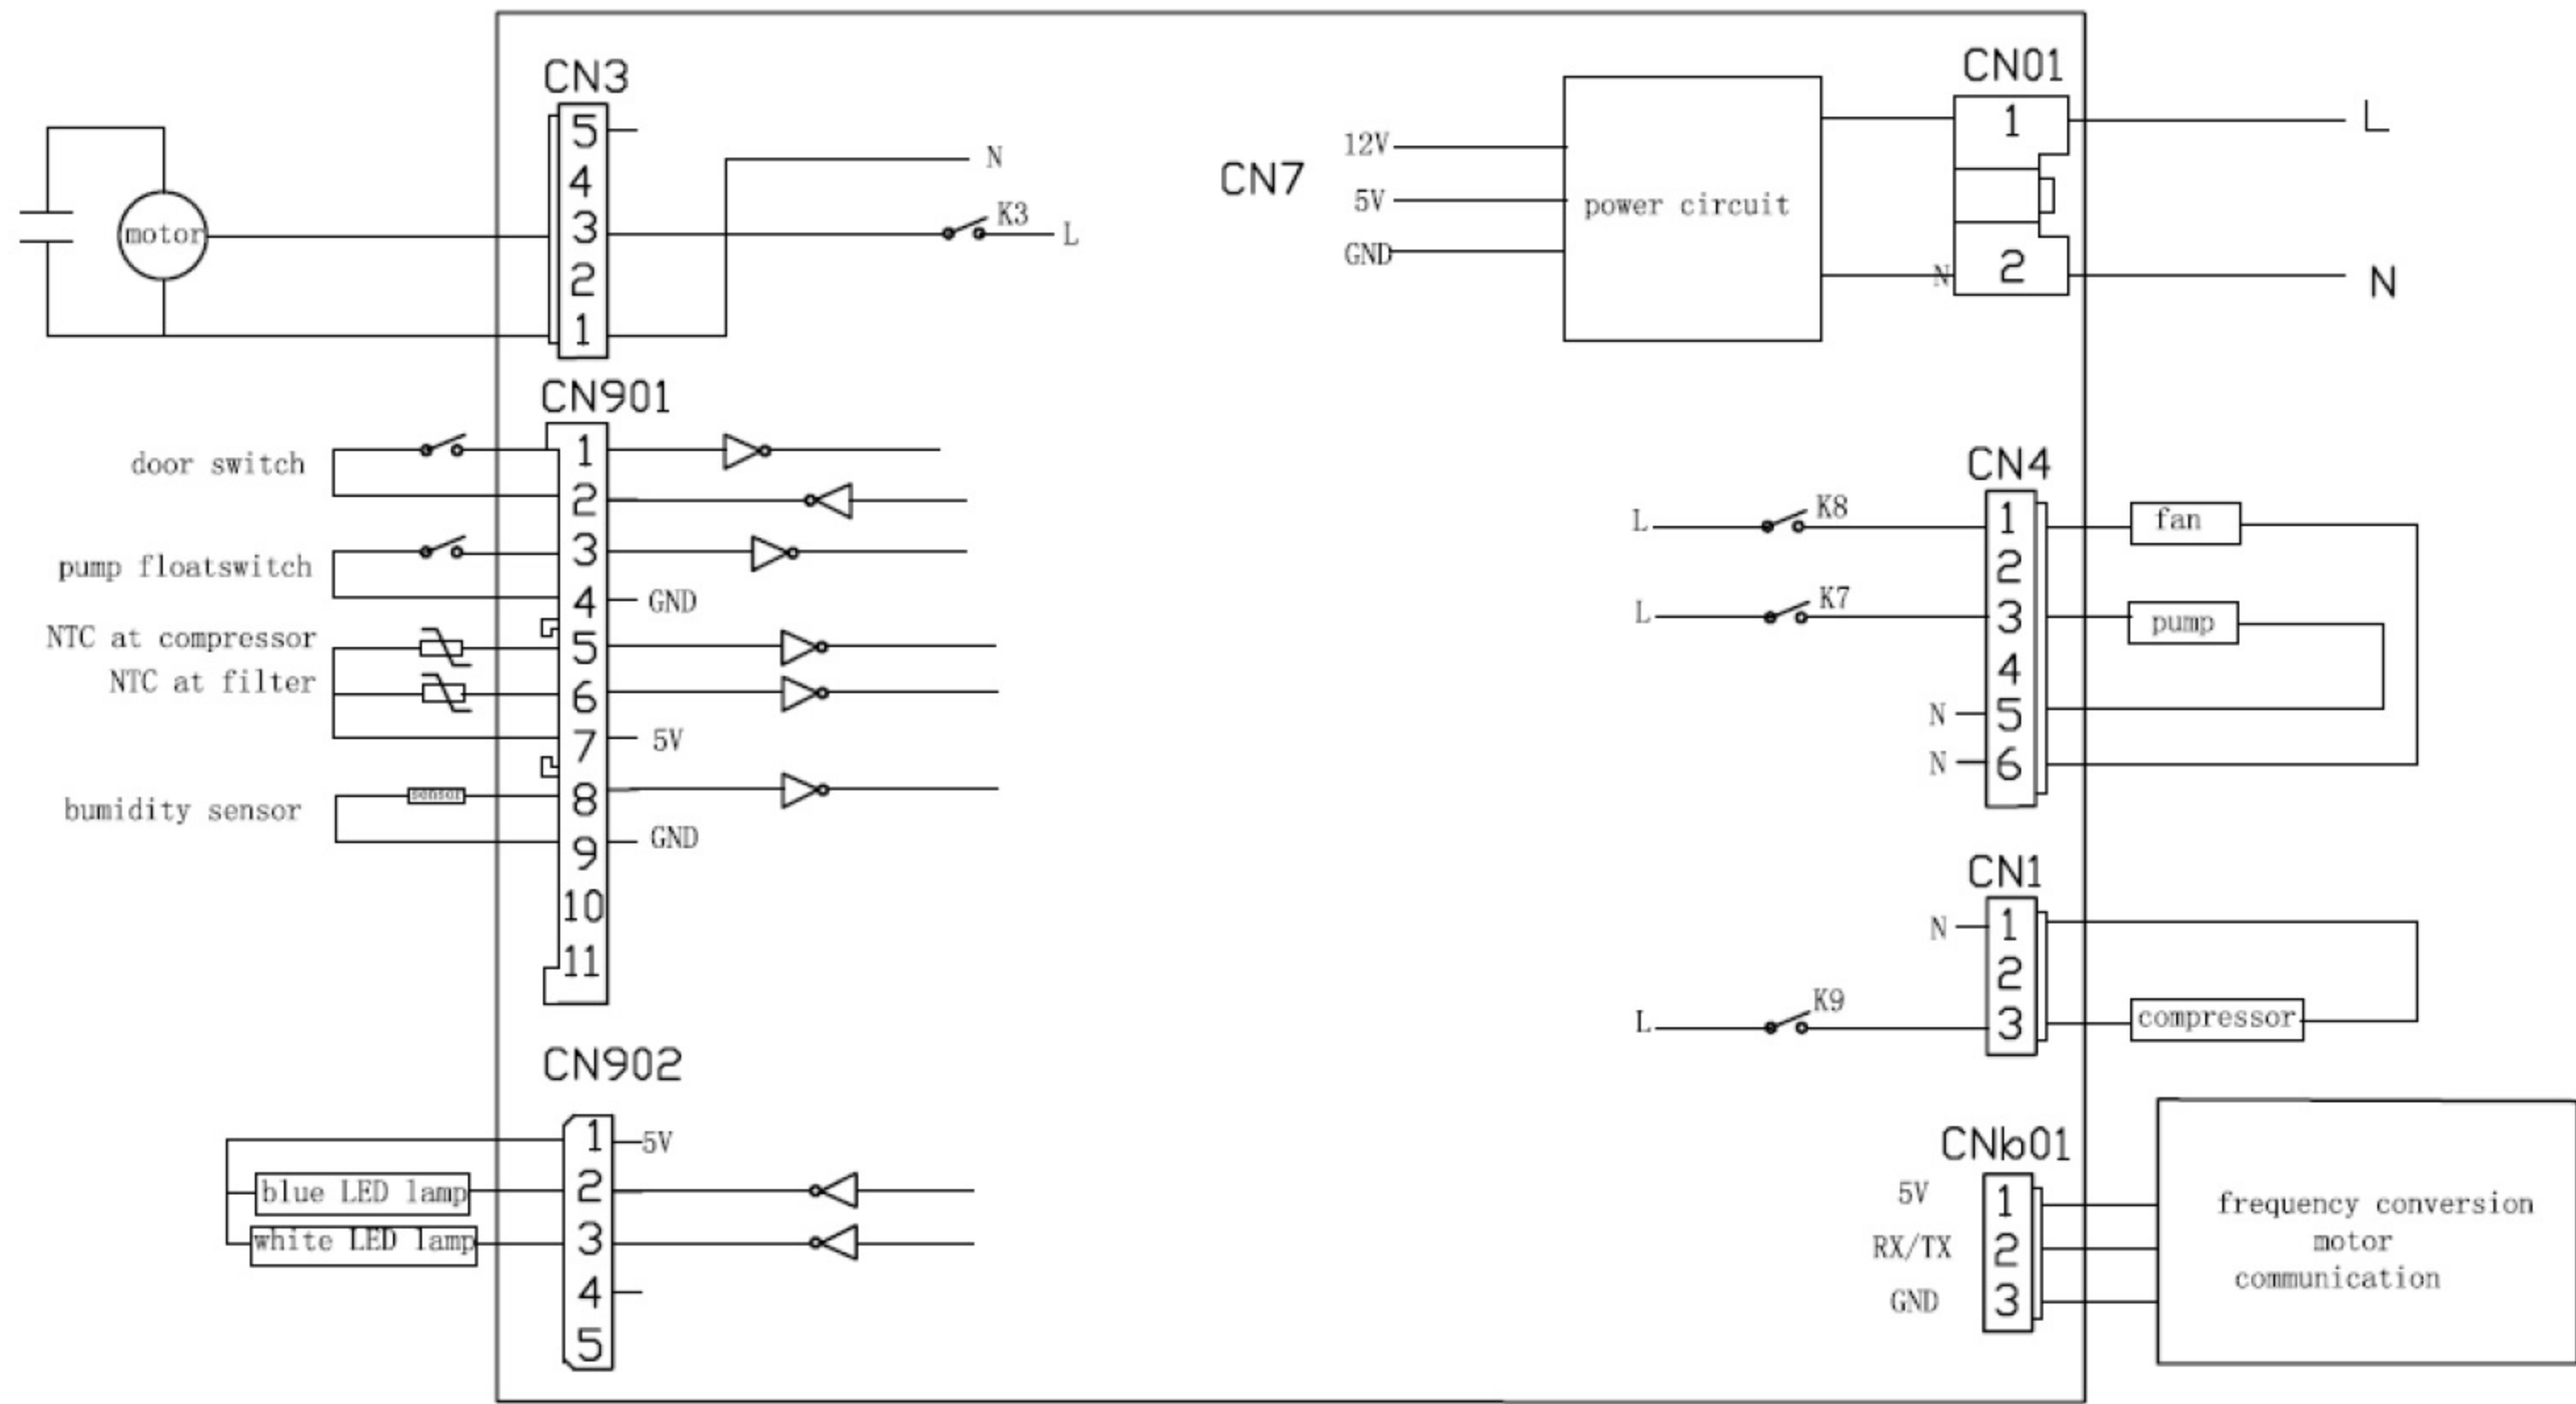 CN3
5
4
3
2
1
motor
N
K3
L
CN901
1
2
3
4
5
6
7
8
9
10
11
door switch
pump floatswitch
GND
NTC at compressor
NTC at filter
5V
bumidity sensor
sensor
GND
CN902
1
2
3
4
5
5V
blue LED lamp
white LED lamp
CN7
12V
5V
GND
power circuit
CN01
1
2
N
L
N
CN4
1
2
3
4
5
6
L
K8
fan
L
K7
pump
N
N
CN1
1
2
3
N
L
K9
compressor
CNb01
1
2
3
5V
RX/TX
GND
frequency conversion
motor
communication